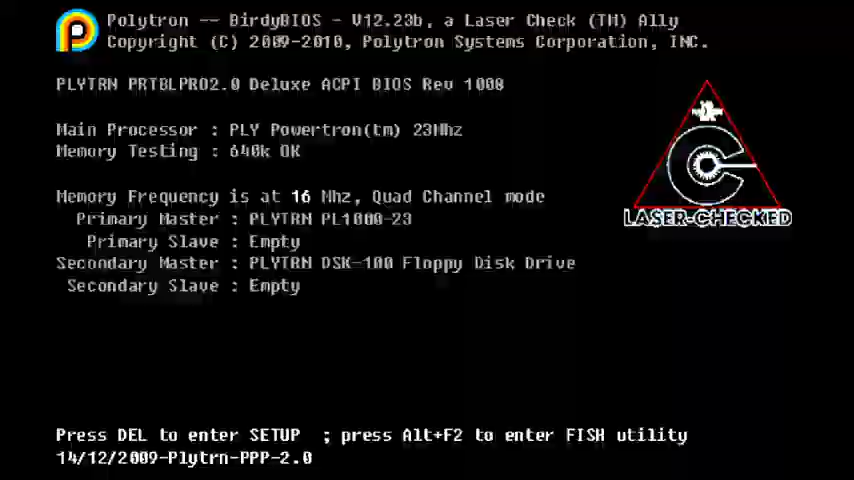 Polytron -- BirdyBIOS - V12.23b, a Laser Check (TM) Ally
Copyright (C) 2009-2010, Polytron Systems Corporation, INC.
PLYTRN PRTBLPRO2.0 Deluxe ACPI BIOS Rev 1008
Main Processor : PLY Powertron(tm) 23Mhz
Memory Testing : 640k OK
Memory Frequency is at 16 Mhz, Quad Channel mode
Primary Master : PLYTRN PL1000-23
Primary Slave : Empty
Secondary Master : PLYTRN DSK-100 Floppy Disk Drive
Secondary Slave : Empty
LASER-CHECKED
Press DEL to enter SETUP ; press Alt+F2 to enter FISH utility
14/12/2009-Plytrn-PPP-2.0